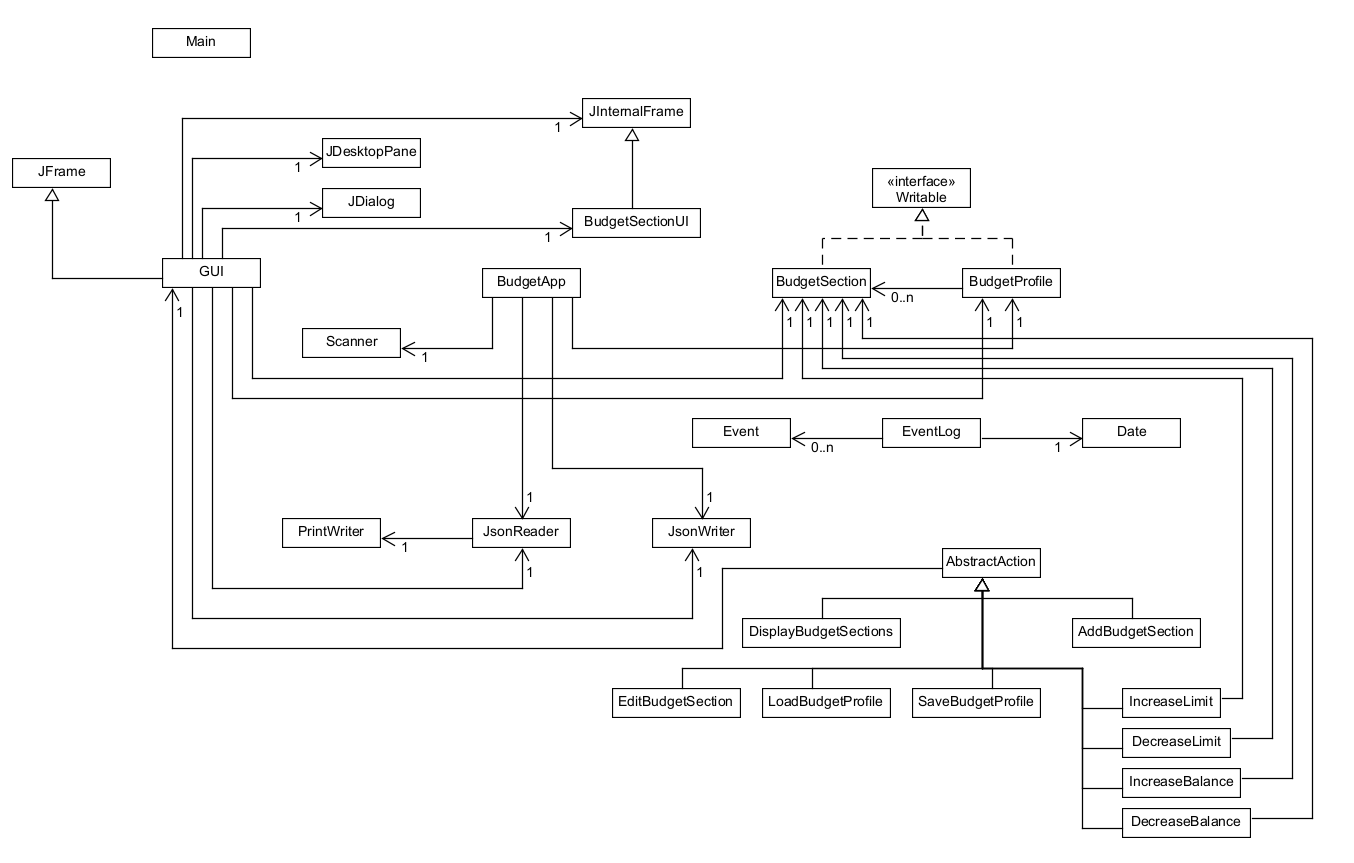 Main
JInternalFrame
1
JDesktopPane
1
JFrame
JDialog
1
«interface»
Writable
BudgetSectionUI
1
GUI
1
BudgetApp
BudgetSection
BudgetProfile
0..n
1
1
1
1
1
1
1
Scanner
1
Event
EventLog
Date
0..n
1
1
1
PrintWriter
JsonReader
JsonWriter
1
1
1
AbstractAction
DisplayBudgetSections
AddBudgetSection
EditBudgetSection
LoadBudgetProfile
SaveBudgetProfile
IncreaseLimit
DecreaseLimit
IncreaseBalance
DecreaseBalance